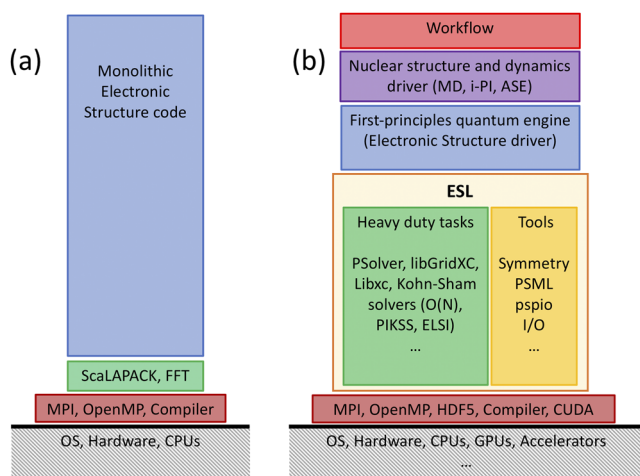 (a)
Monolithic
Electronic
Structure code
ScaLAPACK, FFT
MPI, OpenMP, Compiler
OS, Hardware, CPUs
(b)
Workflow
Nuclear structure and dynamics
driver (MD, i-PI, ASE)
First-principles quantum engine
(Electronic Structure driver)
ESL
Heavy duty tasks
PSolver, libGridXC,
Libxc, Kohn-Sham
solvers (O(N),
PIKSS, ELSI)
...
Tools
Symmetry
PSML
pspio
I/O
...
MPI, OpenMP, HDF5, Compiler, CUDA
OS, Hardware, CPUs, GPUs, Accelerators
...